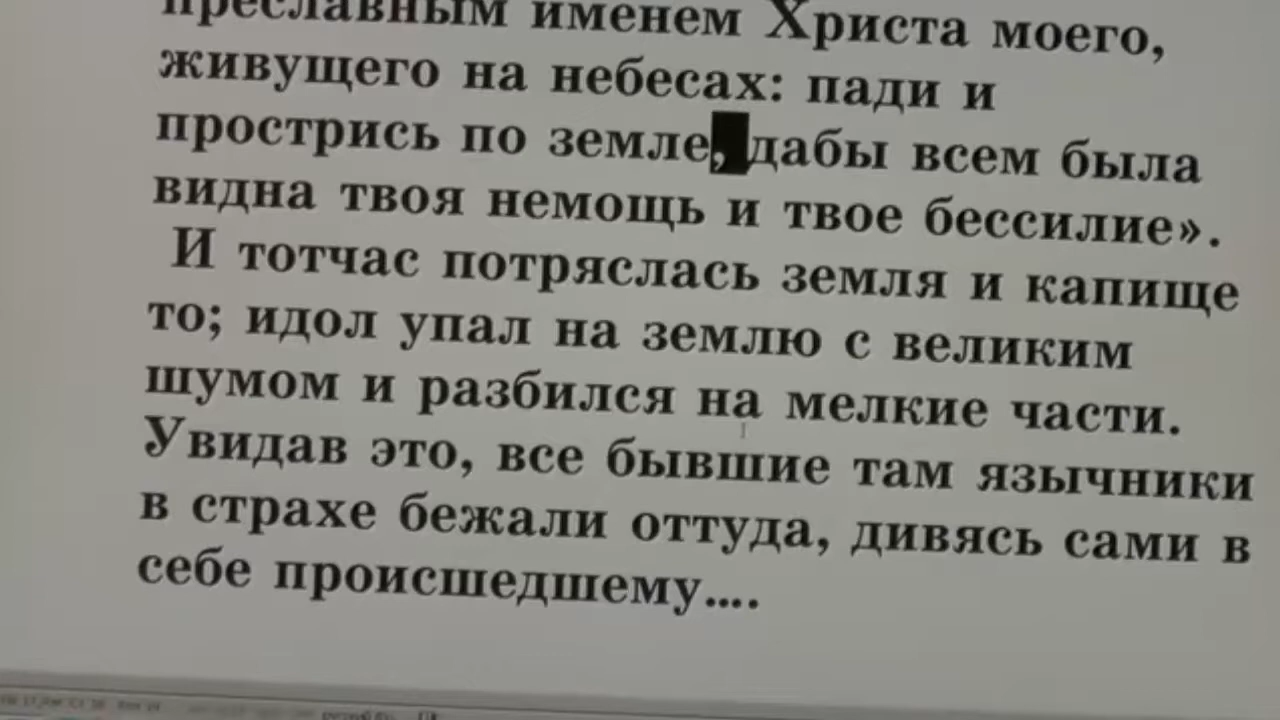 преславным именем Христа моего,
живущего на небесах: пади и
прострись по земле, дабы всем была
видна твоя немощь и твое бессилие».
И тотчас потряслась земля и капище
то; идол упал на землю с великим
шумом и разбился на мелкие части.
Увидав это, все бывшие там язычники
в страхе бежали оттуда, дивясь сами в
себе происшедшему....